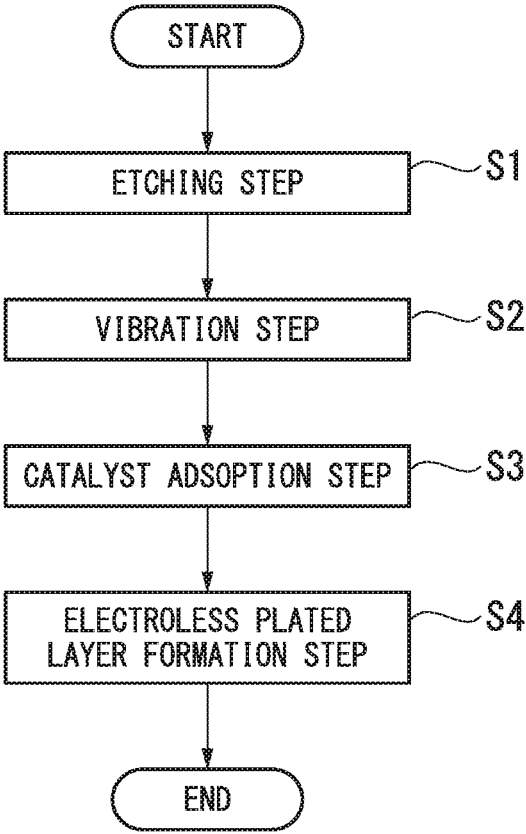 START
ETCHING STEP
S1
VIBRATION STEP
S2
CATALYST ADSOPTION STEP
S3
ELECTROLESS PLATED
LAYER FORMATION STEP
S4
END